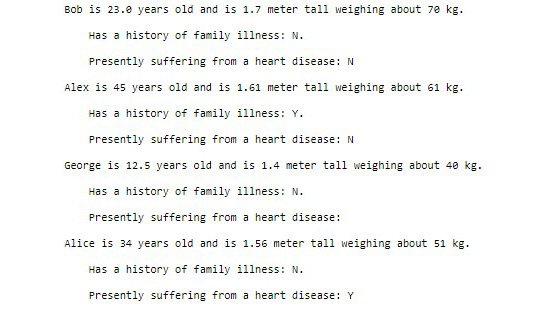 Bob is 23.0 years old and is 1.7 meter tall weighing about 70 kg.
Has a history of family illness: N.
Presently suffering from a heart disease: N
Alex is 45 years old and is 1.61 meter tall weighing about 61 kg.
Has a history of family illness: Y.
Presently suffering from a heart disease: N
George is 12.5 years old and is 1.4 meter tall weighing about 40 kg.
Has a history of family illness: N.
Presently suffering from a heart disease:
Alice is 34 years old and is 1.56 meter tall weighing about 51 kg.
Has a history of family illness: N.
Presently suffering from a heart disease: Y